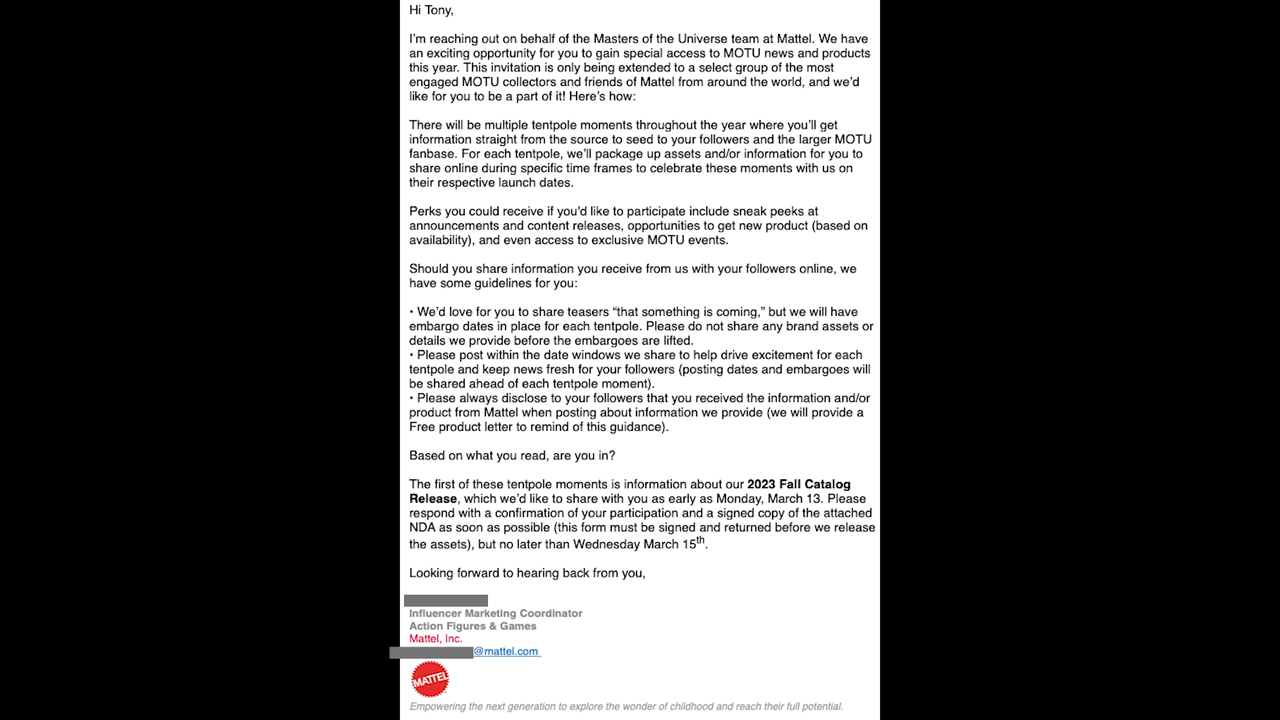 Hi Tony,
I'm reaching out on behalf of the Masters of the Universe team at Mattel. We have
an exciting opportunity for you to gain special access to MOTU news and products
this year. This invitation is only being extended to a select group of the most
engaged MOTU collectors and friends of Mattel from around the world, and we'd
like for you to be a part of it! Here's how:
There will be multiple tentpole moments throughout the year where you'll get
information straight from the source to seed to your followers and the larger MOTU
fanbase. For each tentpole, we'll package up assets and/or information for you to
share online during specific time frames to celebrate these moments with us on
their respective launch dates.
Perks you could receive if you'd like to participate include sneak peeks at
announcements and content releases, opportunities to get new product (based on
availability), and even access to exclusive MOTU events.
Should you share information you receive from us with your followers online, we
have some guidelines for you:
• We'd love for you to share teasers “that something is coming,” but we will have
embargo dates in place for each tentpole. Please do not share any brand assets or
details we provide before the embargoes are lifted.
• Please post within the date windows we share to help drive excitement for each
tentpole and keep news fresh for your followers (posting dates and embargoes will
be shared ahead of each tentpole moment).
• Please always disclose to your followers that you received the information and/or
product from Mattel when posting about information we provide (we will provide a
Free product letter to remind of this guidance).
Based on what you read, are you in?
The first of these tentpole moments is information about our 2023 Fall Catalog
Release, which we'd like to share with you as early as Monday, March 13. Please
respond with a confirmation of your participation and a signed copy of the attached
NDA as soon as possible (this form must be signed and returned before we release
the assets), but no later than Wednesday March 15th.
Looking forward to hearing back from you,
Influencer Marketing Coordinator
Action Figures & Games
Mattel, Inc.
@mattel.com
MATTEL
Empowering the next generation to explore the wonder of childhood and reach their full potential.